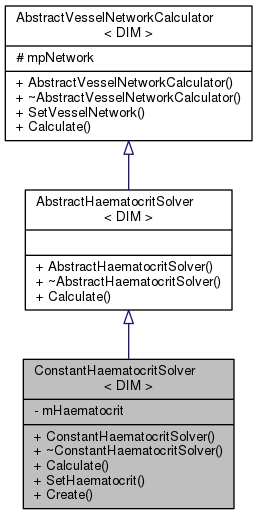 AbstractVesselNetworkCalculator
< DIM >
# mpNetwork
+ AbstractVesselNetworkCalculator()
+ ~AbstractVesselNetworkCalculator()
+ SetVesselNetwork()
+ Calculate()
AbstractHaematocritSolver
< DIM >
+ AbstractHaematocritSolver()
+ ~AbstractHaematocritSolver()
+ Calculate()
ConstantHaematocritSolver
< DIM >
- mHaematocrit
+ ConstantHaematocritSolver()
+ ~ConstantHaematocritSolver()
+ Calculate()
+ SetHaematocrit()
+ Create()